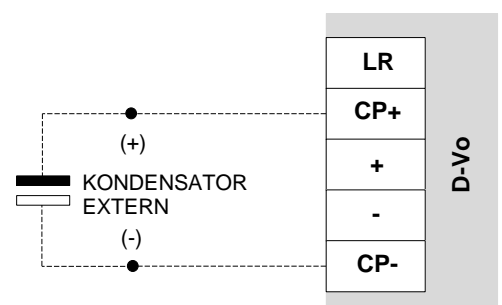 LR
CP+
(+)
+
D-Vo
KONDENSATOR
EXTERN
-
(-)
CP-